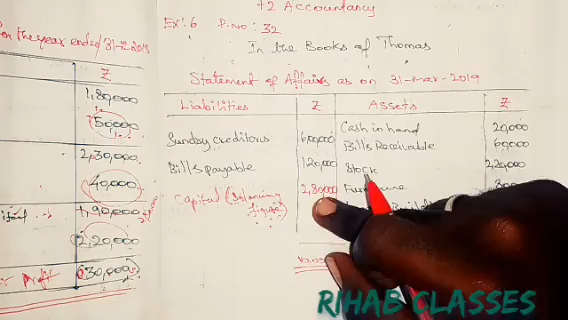 +2 Accountancy
Ex: 6 P.no: 32
In the Books of Thomas
Statement of Affairs as on 31-Mar-2019
Liabilities ₹ Assets ₹
Sundry creditors 6,00,000 Cash in hand 20,000
Bills Receivable 60,000
Bills payable 1,20,000 Stock 2,20,000
Capital (Balancing 2,80,000
figure)
For the year ended 31-12-2018
₹
1,80,000
50,000
2,30,000
40,000
1,90,000
2,20,000
profit 30,000
RIHAB CLASSES